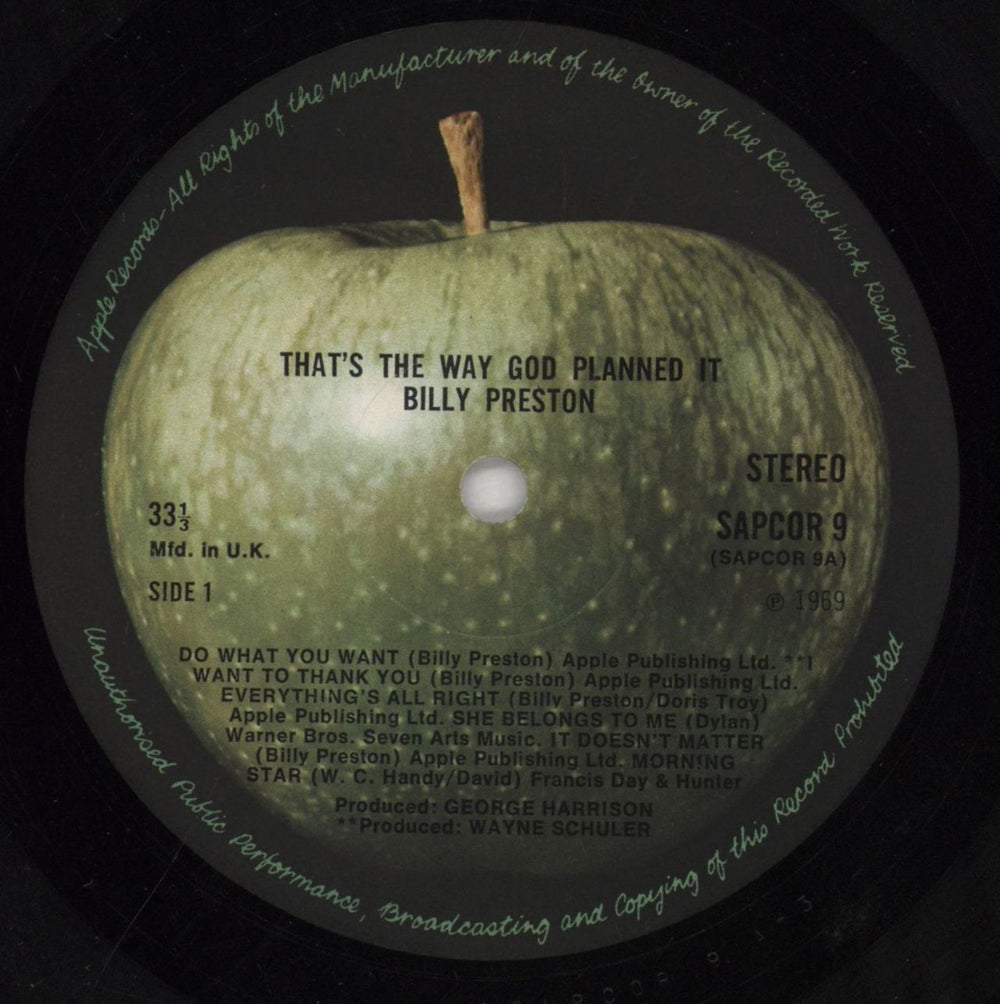 Apple Records - All Rights of the Manufacturer and of the Owner of the Recorded Work Reserved
THAT'S THE WAY GOD PLANNED IT
BILLY PRESTON
STEREO
33⅓
SAPCOR 9
Mfd. in U.K.
(SAPCOR 9A)
SIDE 1
℗ 1969
DO WHAT YOU WANT (Billy Preston) Apple Publishing Ltd. **I
WANT TO THANK YOU (Billy Preston) Apple Publishing Ltd.
EVERYTHING'S ALL RIGHT (Billy Preston/Doris Troy)
Apple Publishing Ltd. SHE BELONGS TO ME (Dylan)
Warner Bros. Seven Arts Music. IT DOESN'T MATTER
(Billy Preston) Apple Publishing Ltd. MORNING
STAR (W. C. Handy/David) Francis Day & Hunter
Produced: GEORGE HARRISON
**Produced: WAYNE SCHULER
Unauthorised Public Performance, Broadcasting and Copying of this Record Prohibited